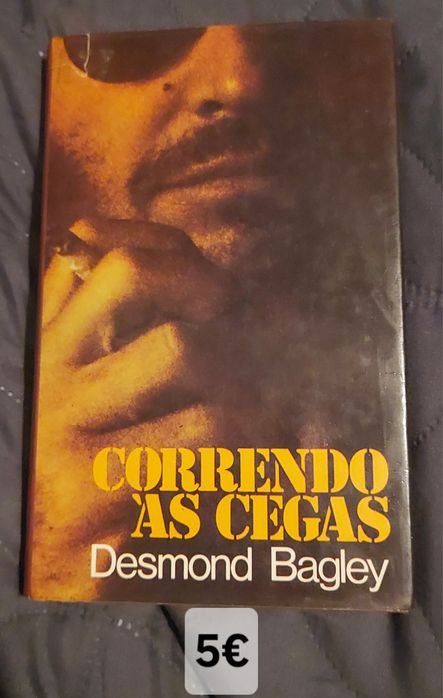 CORRENDO
ÀS CEGAS
Desmond Bagley
5€